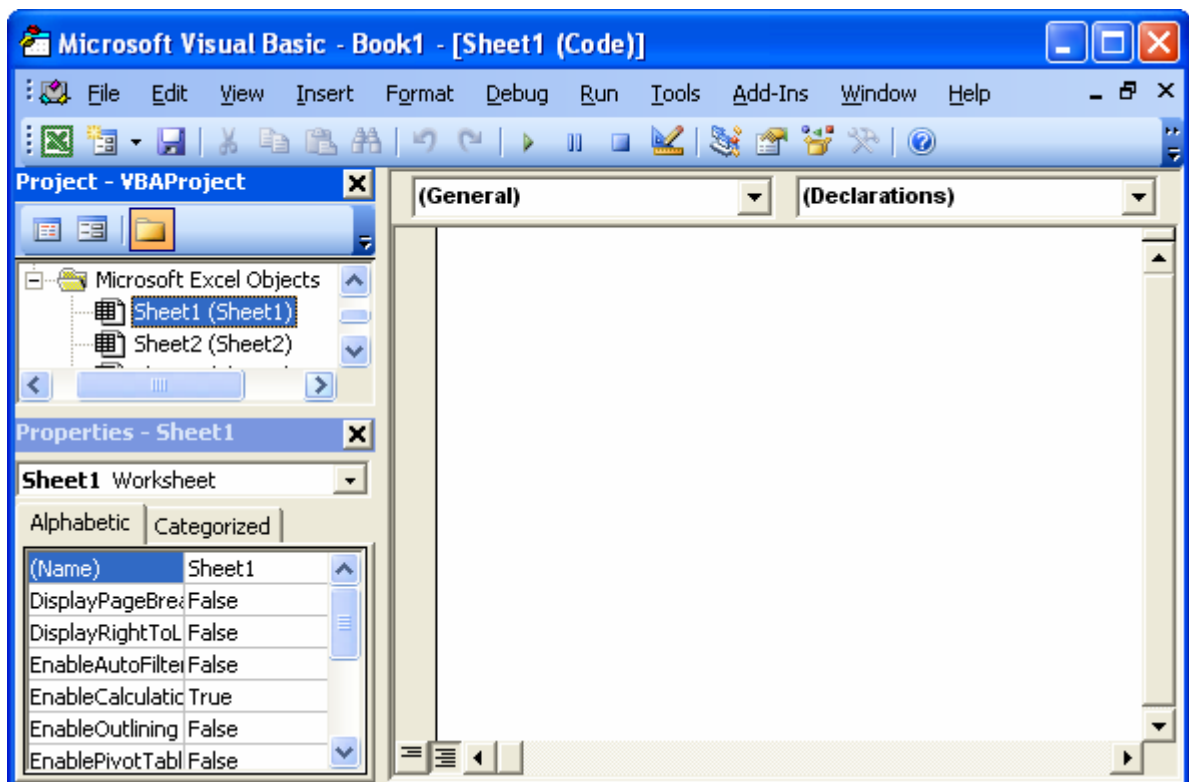 Microsoft Visual Basic - Book1 - [Sheet1 (Code)]
File Edit View Insert Format Debug Run Tools Add-Ins Window Help
Project - VBAProject
(General) (Declarations)
Microsoft Excel Objects
Sheet1 (Sheet1)
Sheet2 (Sheet2)
Properties - Sheet1
Sheet1 Worksheet
Alphabetic Categorized
(Name) Sheet1
DisplayPageBrea False
DisplayRightToL False
EnableAutoFilter False
EnableCalculatic True
EnableOutlining False
EnablePivotTabl False